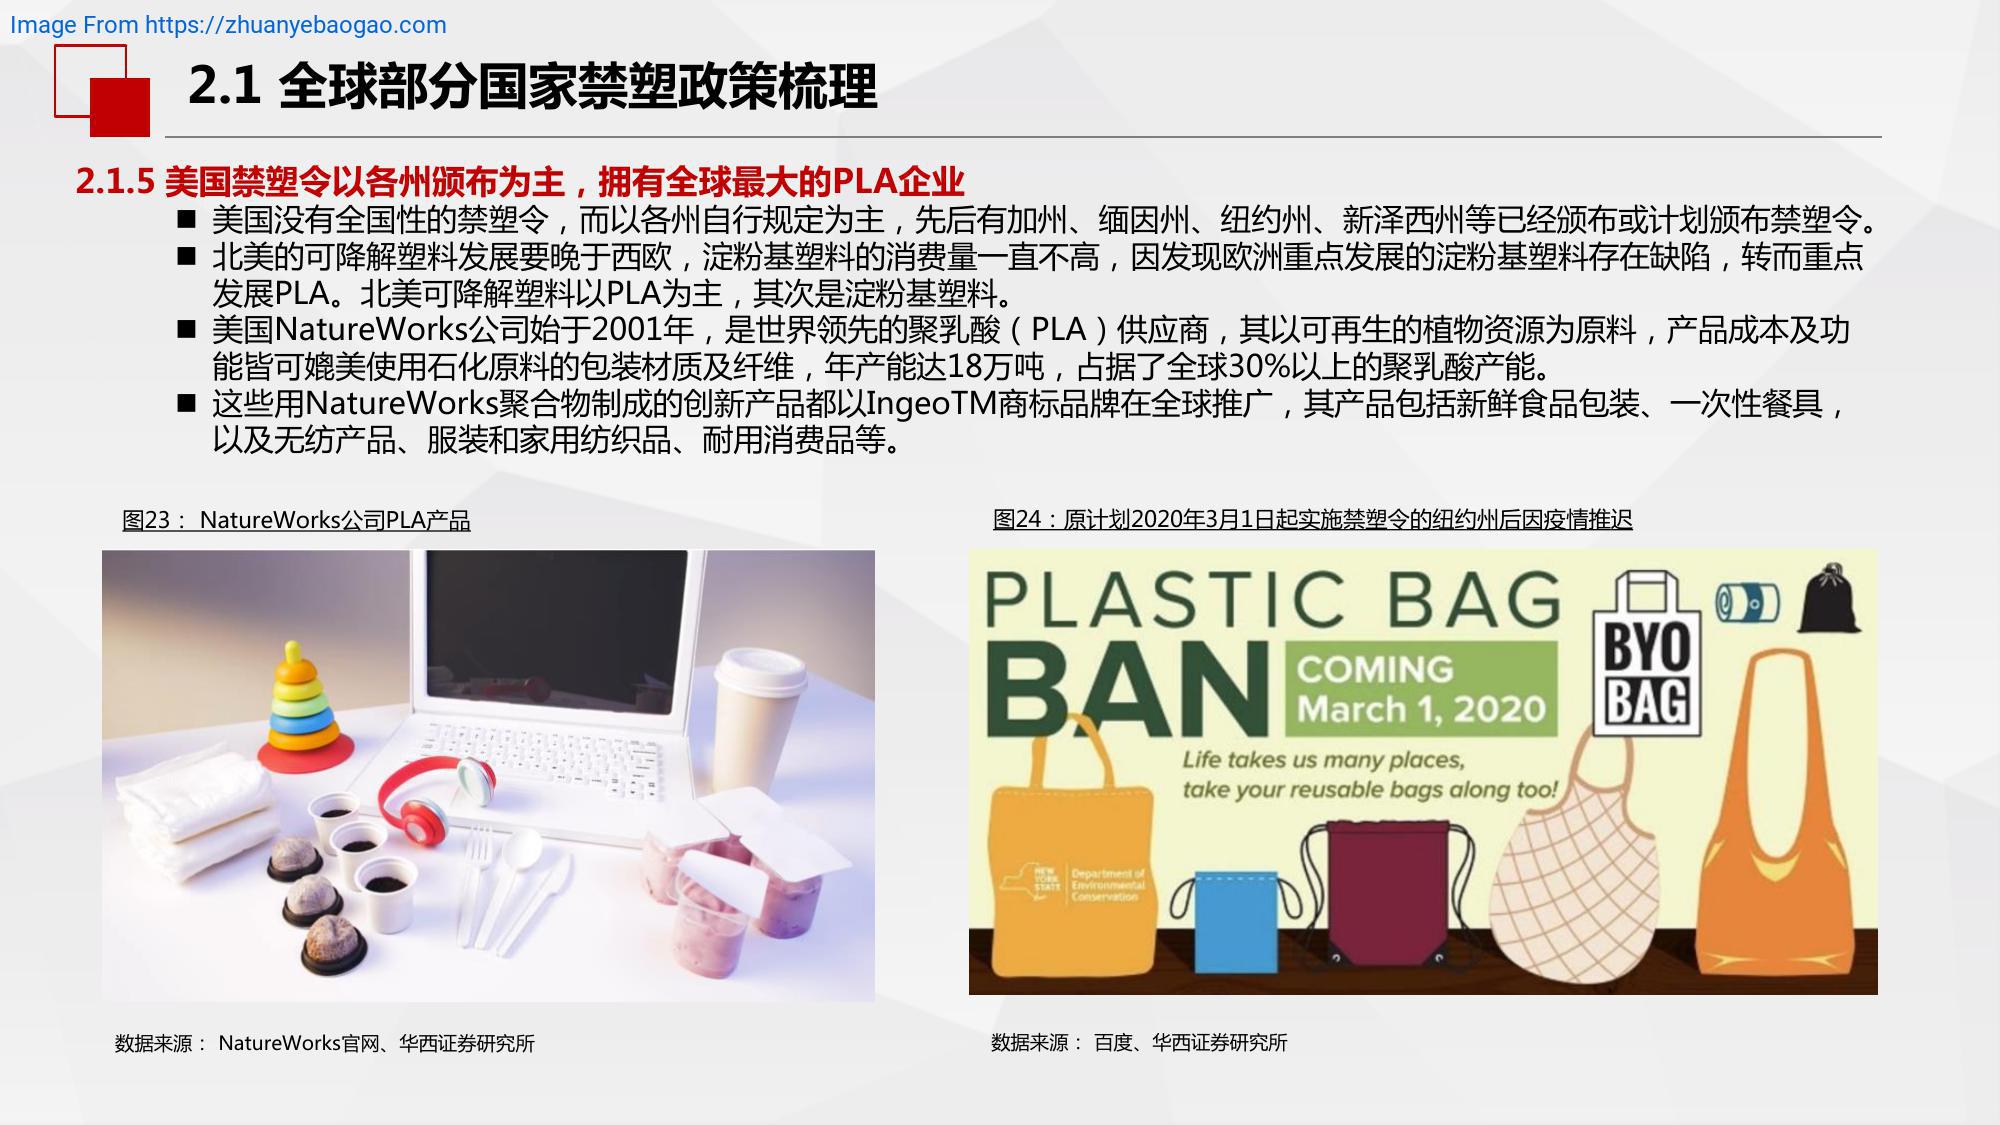 Image From https://zhuanyebaogao.com
2.1 全球部分国家禁塑政策梳理
2.1.5 美国禁塑令以各州颁布为主，拥有全球最大的PLA企业
■ 美国没有全国性的禁塑令，而以各州自行规定为主，先后有加州、缅因州、纽约州、新泽西州等已经颁布或计划颁布禁塑令。
■ 北美的可降解塑料发展要晚于西欧，淀粉基塑料的消费量一直不高，因发现欧洲重点发展的淀粉基塑料存在缺陷，转而重点
发展PLA。北美可降解塑料以PLA为主，其次是淀粉基塑料。
■ 美国NatureWorks公司始于2001年，是世界领先的聚乳酸（PLA）供应商，其以可再生的植物资源为原料，产品成本及功
能皆可媲美使用石化原料的包装材质及纤维，年产能达18万吨，占据了全球30%以上的聚乳酸产能。
■ 这些用NatureWorks聚合物制成的创新产品都以IngeoTM商标品牌在全球推广，其产品包括新鲜食品包装、一次性餐具，
以及无纺产品、服装和家用纺织品、耐用消费品等。
图23： NatureWorks公司PLA产品
图24：原计划2020年3月1日起实施禁塑令的纽约州后因疫情推迟
PLASTIC BAG
BAN
COMING
March 1, 2020
BYO
BAG
Life takes us many places,
take your reusable bags along too!
NEW
YORK
STATE
Department of
Environmental
Conservation
数据来源： NatureWorks官网、华西证券研究所
数据来源： 百度、华西证券研究所